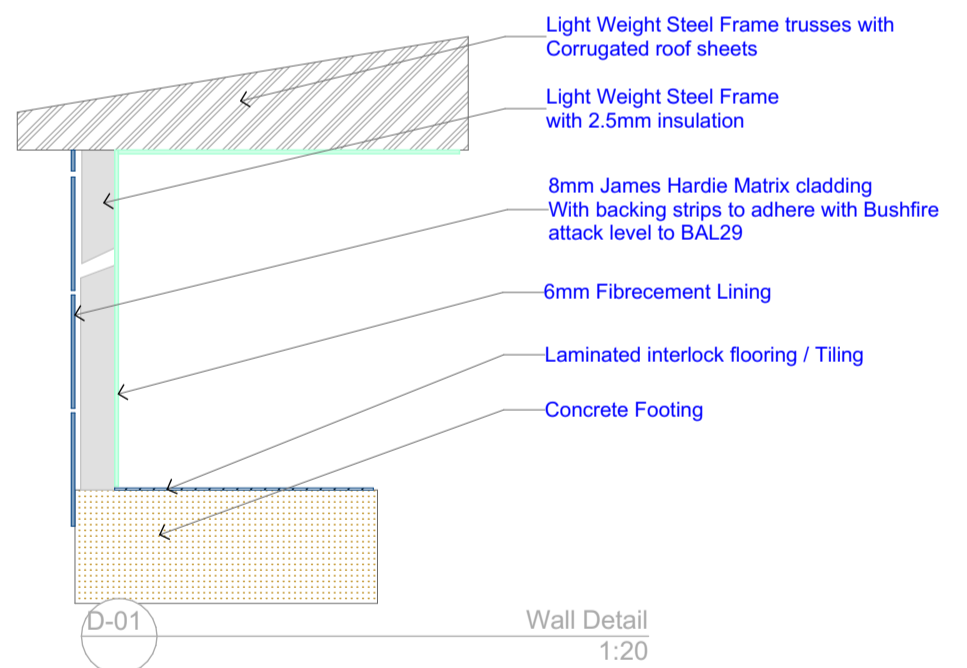 Light Weight Steel Frame trusses with
Corrugated roof sheets
Light Weight Steel Frame
with 2.5mm insulation
8mm James Hardie Matrix cladding
With backing strips to adhere with Bushfire
attack level to BAL29
6mm Fibrecement Lining
Laminated interlock flooring / Tiling
Concrete Footing
D-01
Wall Detail
1:20